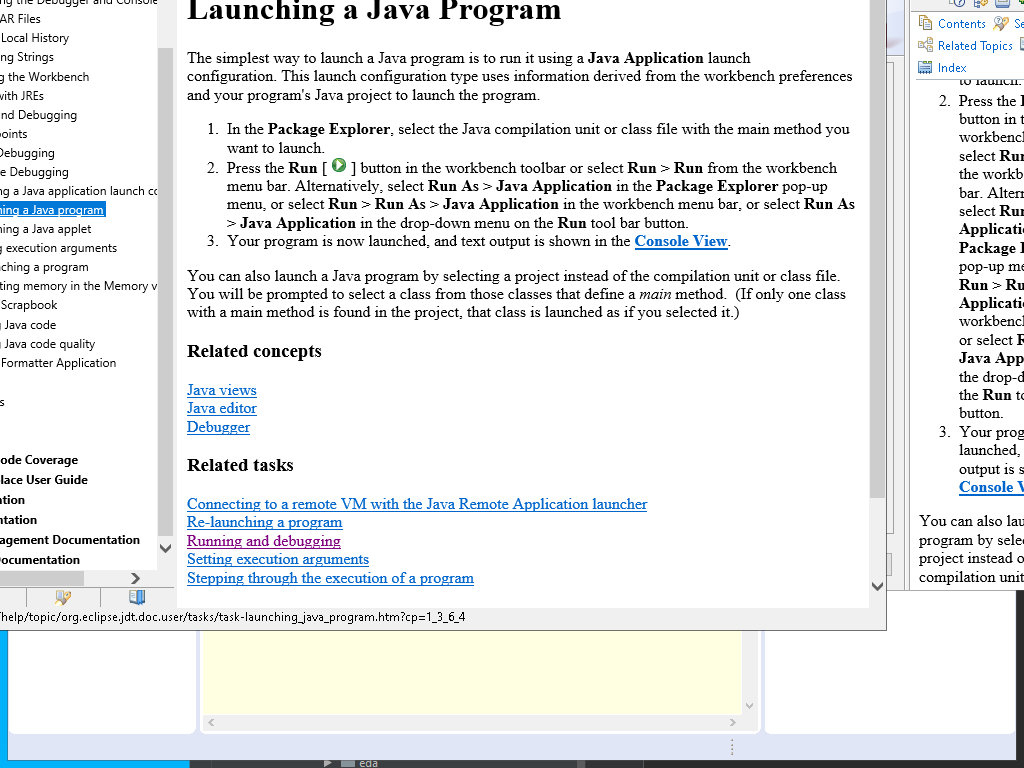 ng the Debugger and Console
AR Files
Local History
ng Strings
g the Workbench
with JREs
nd Debugging
points
Debugging
e Debugging
ng a Java application launch co
hing a Java program
ning a Java applet
g execution arguments
nching a program
ting memory in the Memory v
Scrapbook
Java code
Java code quality
Formatter Application
s
ode Coverage
lace User Guide
ation
ntation
agement Documentation
Documentation
Launching a Java Program
The simplest way to launch a Java program is to run it using a Java Application launch
configuration. This launch configuration type uses information derived from the workbench preferences
and your program's Java project to launch the program.
1. In the Package Explorer, select the Java compilation unit or class file with the main method you
want to launch.
2. Press the Run [ ] button in the workbench toolbar or select Run > Run from the workbench
menu bar. Alternatively, select Run As > Java Application in the Package Explorer pop-up
menu, or select Run > Run As > Java Application in the workbench menu bar, or select Run As
> Java Application in the drop-down menu on the Run tool bar button.
3. Your program is now launched, and text output is shown in the Console View.
You can also launch a Java program by selecting a project instead of the compilation unit or class file.
You will be prompted to select a class from those classes that define a main method.  (If only one class
with a main method is found in the project, that class is launched as if you selected it.)
Related concepts
Java views
Java editor
Debugger
Related tasks
Connecting to a remote VM with the Java Remote Application launcher
Re-launching a program
Running and debugging
Setting execution arguments
Stepping through the execution of a program
/help/topic/org.eclipse.jdt.doc.user/tasks/task-launching_java_program.htm?cp=1_3_6_4
Contents Se
Related Topics
Index
to launch.
2. Press the R
button in t
workbench
select Run
the workb
bar. Altern
select Run
Applicatio
Package E
pop-up me
Run > Ru
Applicatio
workbench
or select R
Java App
the drop-d
the Run to
button.
3. Your prog
launched,
output is s
Console V
You can also lau
program by selec
project instead o
compilation unit
eda